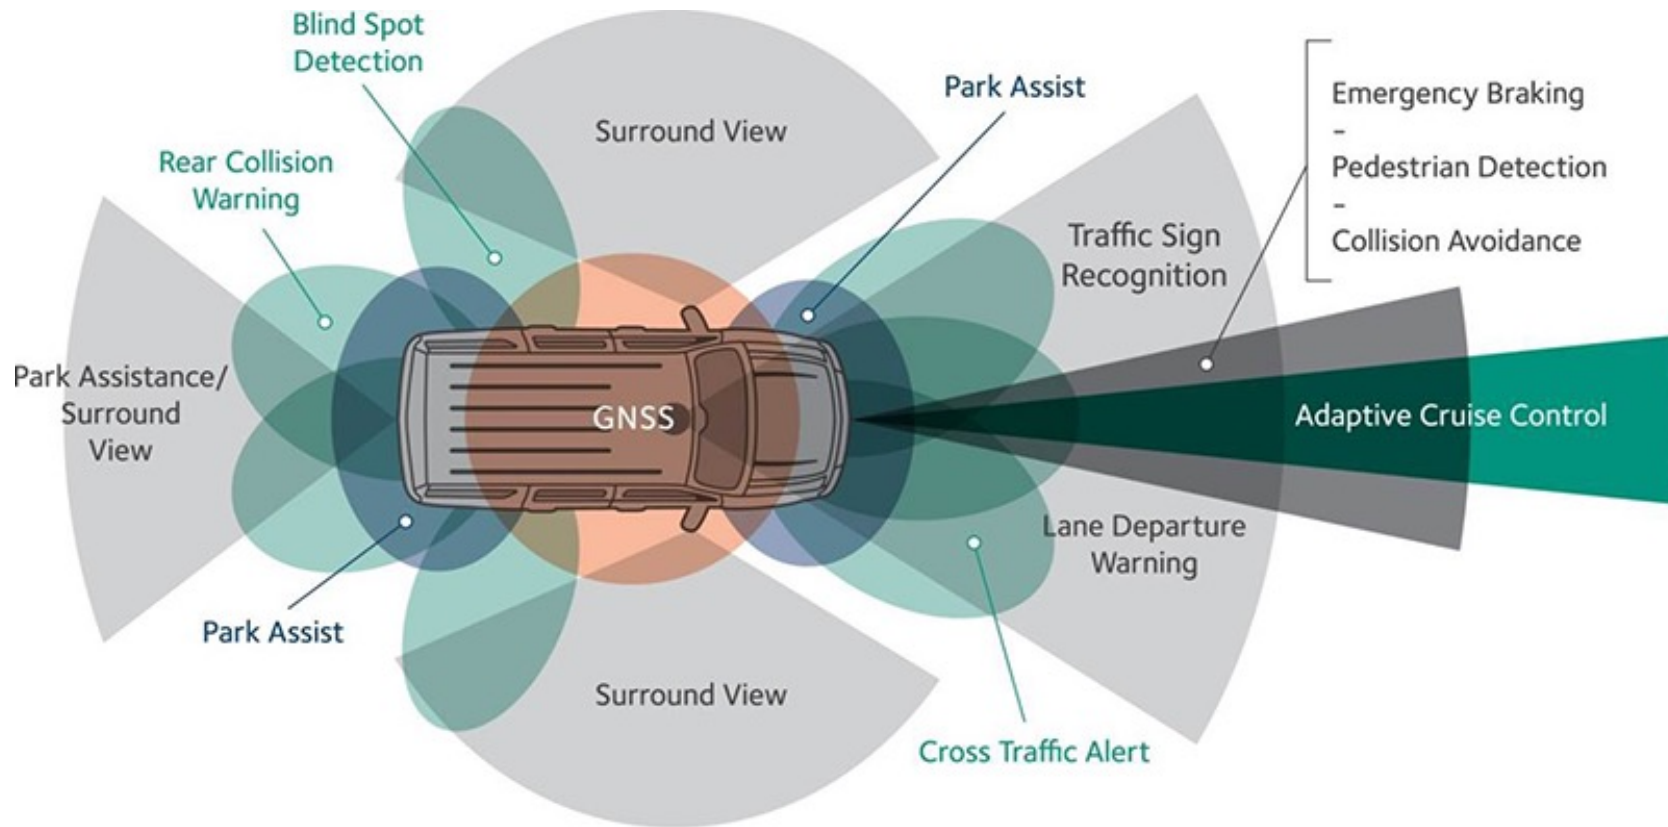 Blind Spot
Detection
Park Assist
Emergency Braking
-
Pedestrian Detection
-
Collision Avoidance
Surround View
Rear Collision
Warning
Traffic Sign
Recognition
Park Assistance/
Surround
View
GNSS
Adaptive Cruise Control
Lane Departure
Warning
Park Assist
Surround View
Cross Traffic Alert